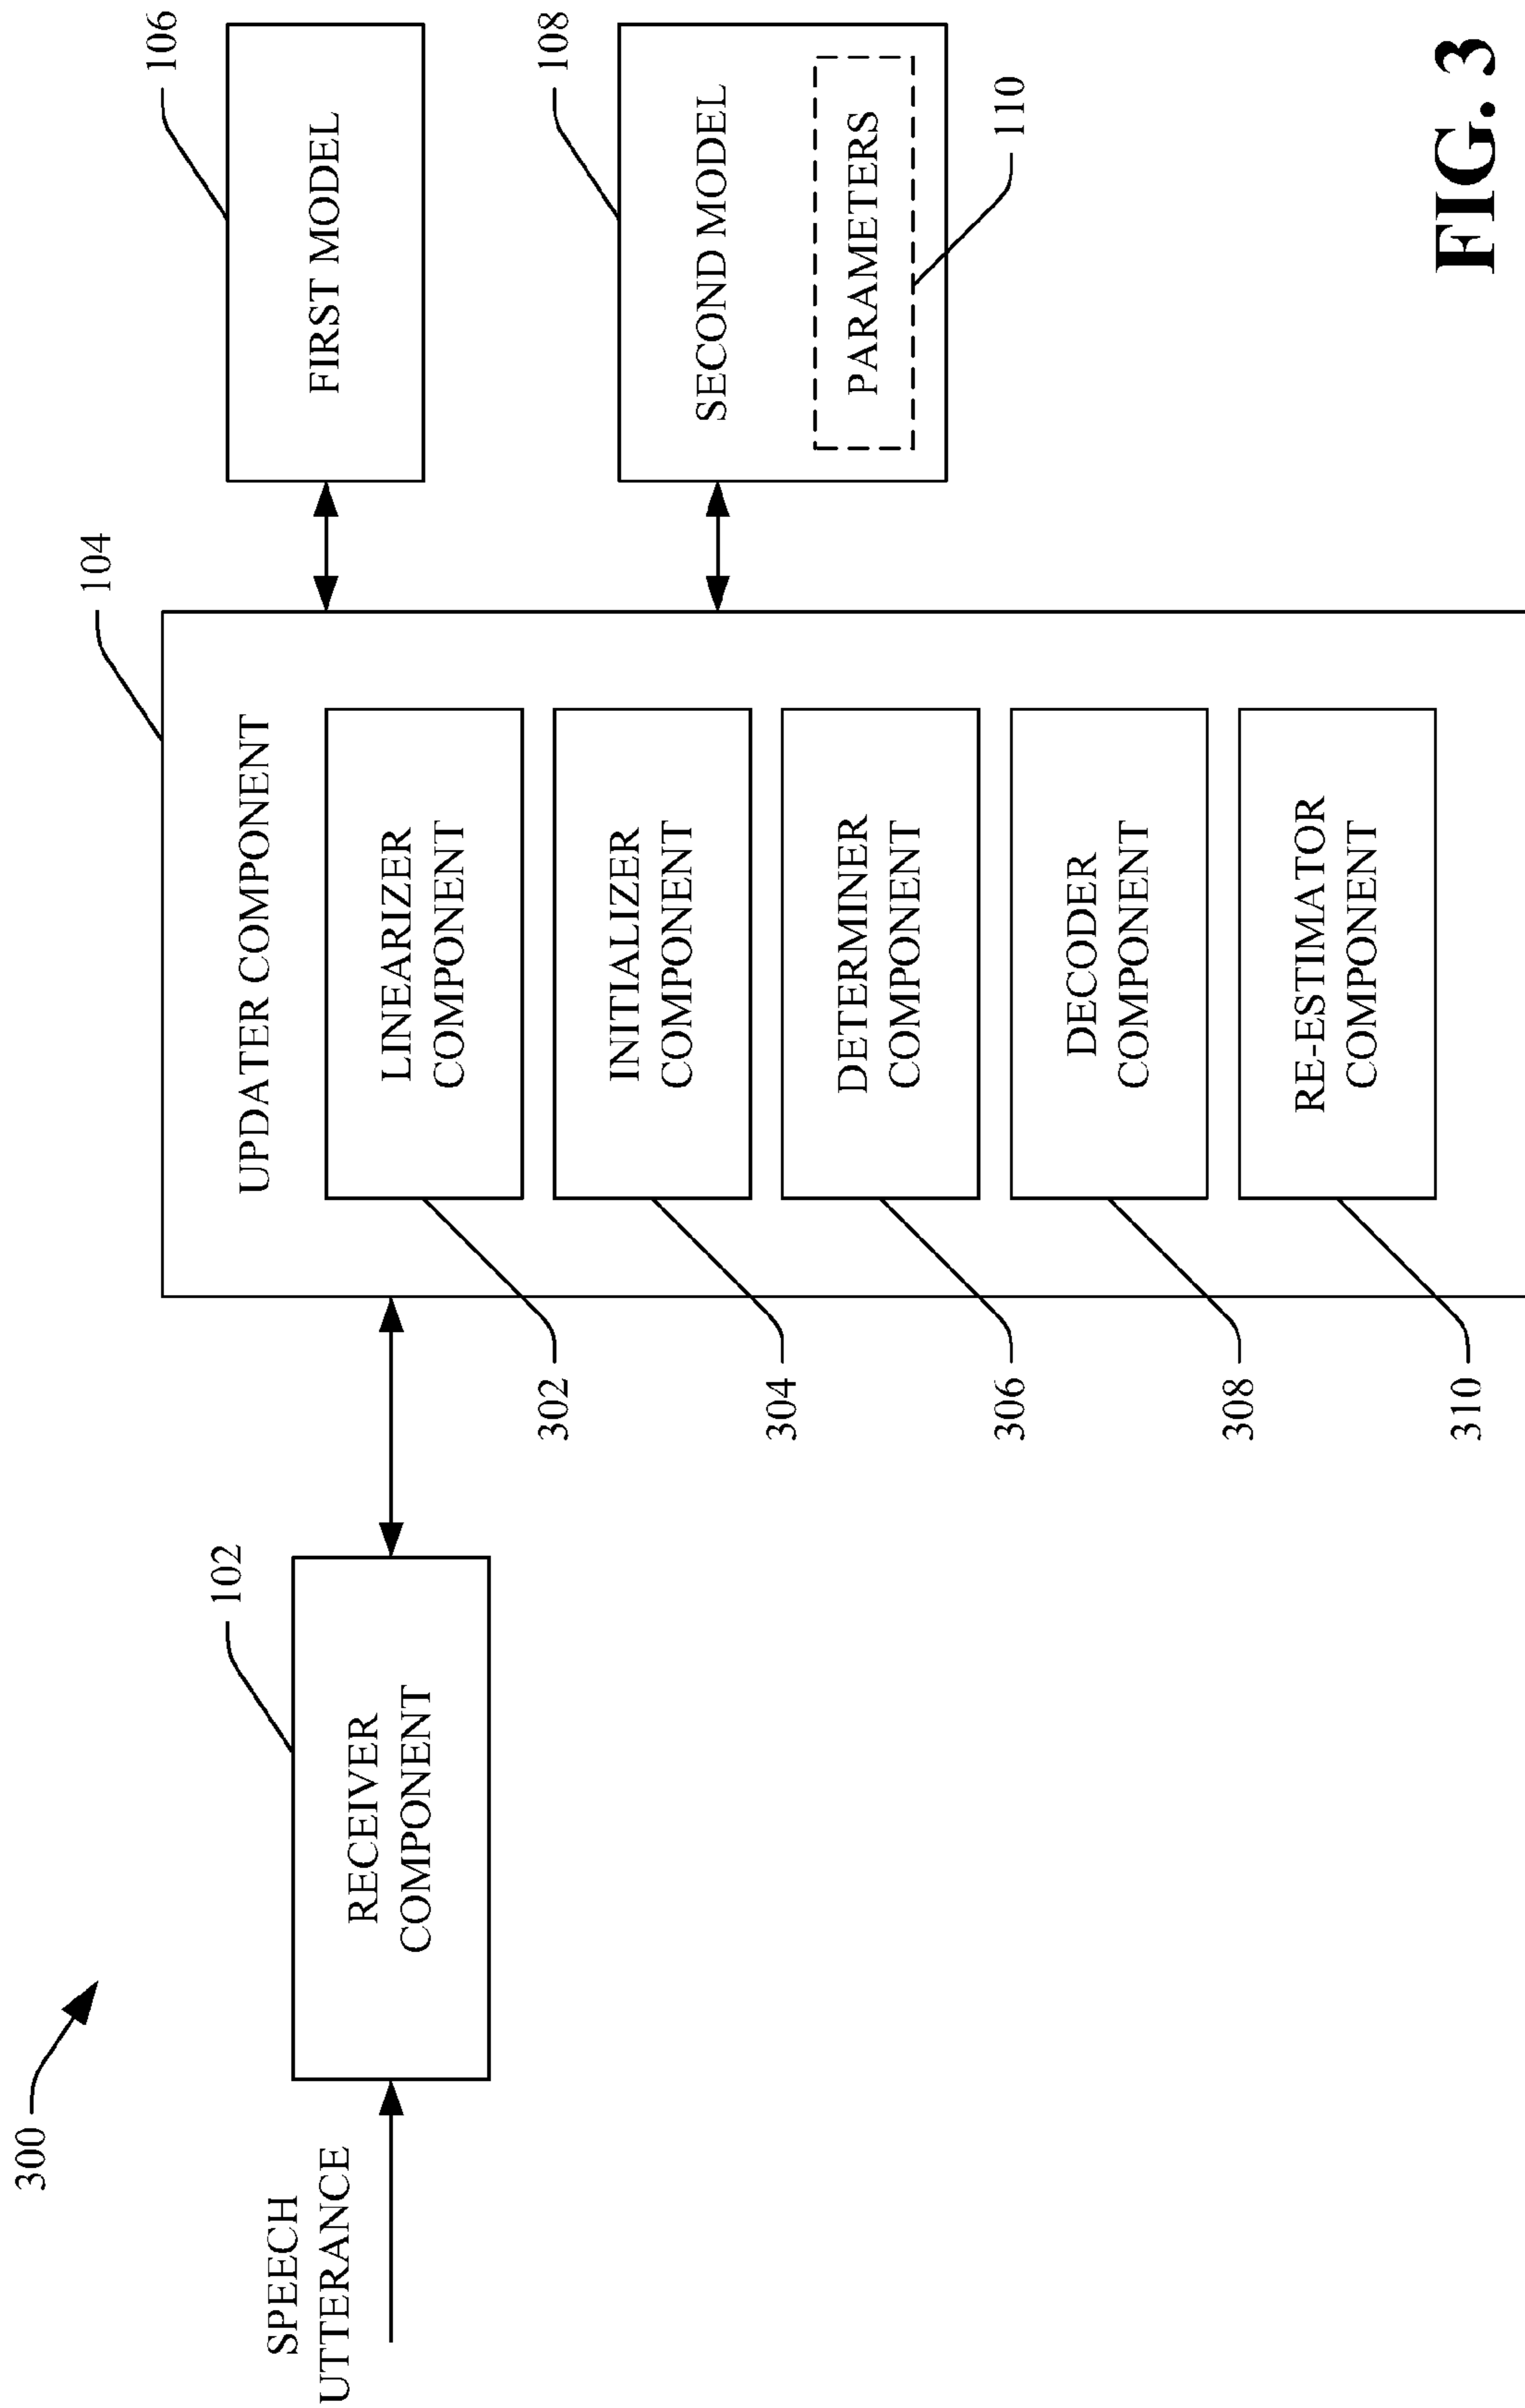 300
SPEECH
UTTERANCE
102
RECEIVER
COMPONENT
104
UPDATER COMPONENT
LINEARIZER
COMPONENT
302
INITIALIZER
COMPONENT
304
DETERMINER
COMPONENT
306
DECODER
COMPONENT
308
RE-ESTIMATOR
COMPONENT
310
106
FIRST MODEL
108
SECOND MODEL
PARAMETERS
110
FIG. 3